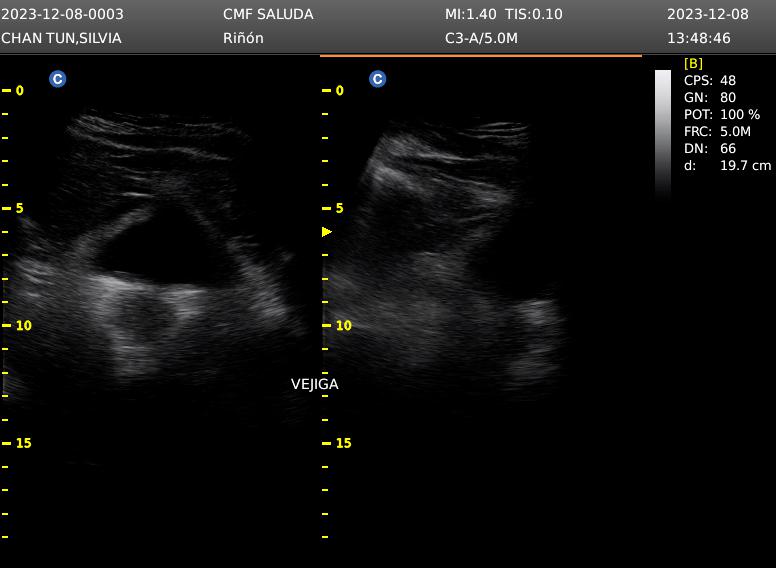 2023-12-08-0003 CMF SALUDA MI:1.40 TIS:0.10 2023-12-08
CHAN TUN,SILVIA Riñón C3-A/5.0M 13:48:46
C C
[B]
CPS: 48
GN: 80
POT: 100 %
FRC: 5.0M
DN: 66
d: 19.7 cm
0 0
5 5
10 10
VEJIGA
15 15